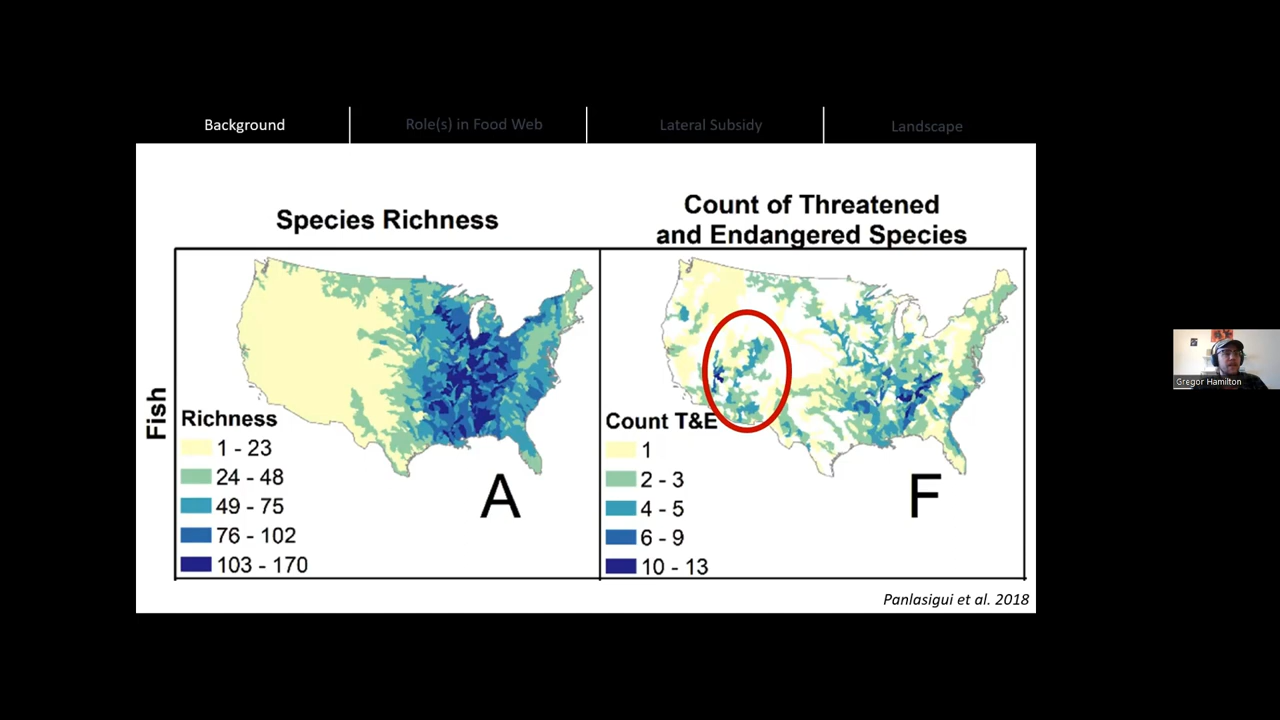 Background
Role(s) in Food Web
Lateral Subsidy
Landscape
Species Richness
Count of Threatened
and Endangered Species
Fish
Richness
1 - 23
24 - 48
49 - 75
76 - 102
103 - 170
A
Count T&E
1
2 - 3
4 - 5
6 - 9
10 - 13
F
Panlasigui et al. 2018
Gregor Hamilton